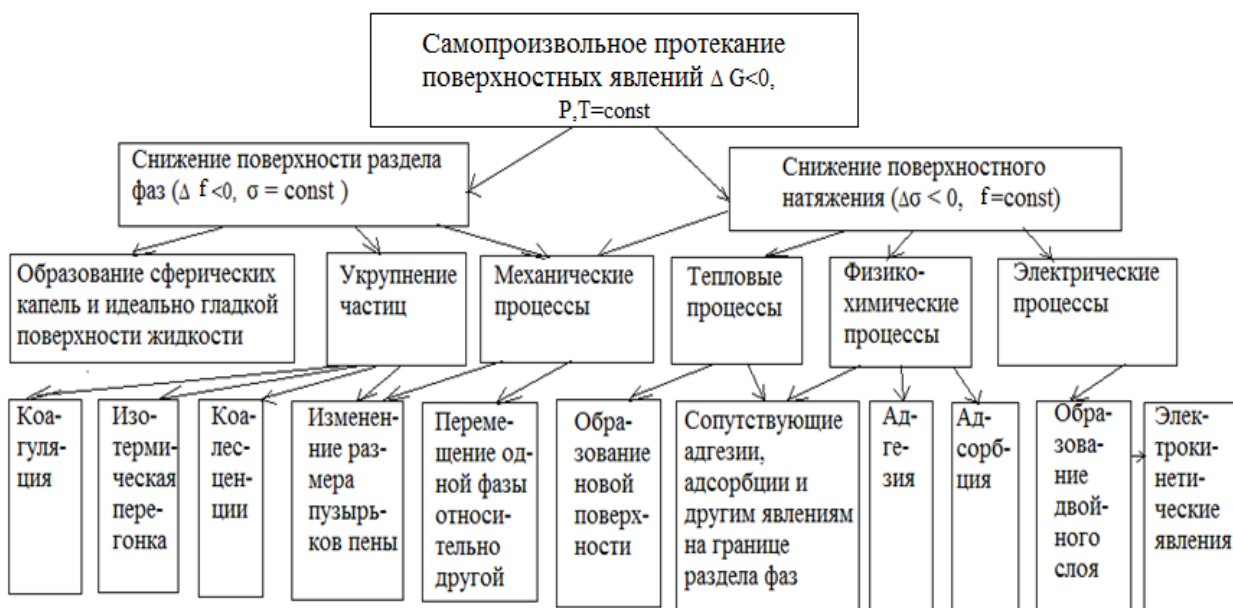 Самопроизвольное протекание
поверхностных явлений Δ G<0,
P,T=const
Снижение поверхности раздела
фаз (Δ f <0, σ = const )
Снижение поверхностного
натяжения (Δσ < 0, f=const)
Образование сферических
капель и идеально гладкой
поверхности жидкости
Укрупнение
частиц
Механические
процессы
Тепловые
процессы
Физико-
химические
процессы
Электрические
процессы
Коа-
гуля-
ция
Изо-
терми-
ческая
пере-
гонка
Коа-
лес-
цен-
ции
Изменен-
ние раз-
мера
пузырь-
ков пены
Переме-
щение од-
ной фазы
относи-
тельно
другой
Обра-
зование
новой
поверх-
ности
Сопутствующие
адгезии,
адсорбции и
другим явлениям
на границе
раздела фаз
Ад-
ге-
зия
Ад-
сорб-
ция
Обра-
зова-
ние
двой-
ного
слоя
Элек-
троки-
нети-
ческие
явления